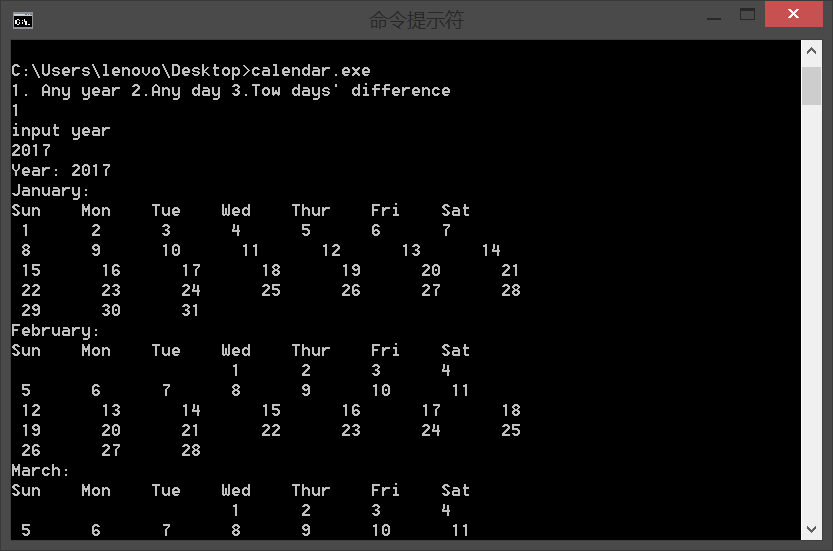 命令提示符
C:\Users\lenovo\Desktop>calendar.exe
1. Any year 2.Any day 3.Tow days' difference
1
input year
2017
Year: 2017
January:
Sun    Mon    Tue    Wed    Thur    Fri    Sat
 1      2      3      4      5      6      7
 8      9      10      11      12      13      14
 15      16      17      18      19      20      21
 22      23      24      25      26      27      28
 29      30      31
February:
Sun    Mon    Tue    Wed    Thur    Fri    Sat
                      1      2      3      4
 5      6      7      8      9      10      11
 12      13      14      15      16      17      18
 19      20      21      22      23      24      25
 26      27      28
March:
Sun    Mon    Tue    Wed    Thur    Fri    Sat
                      1      2      3      4
 5      6      7      8      9      10      11